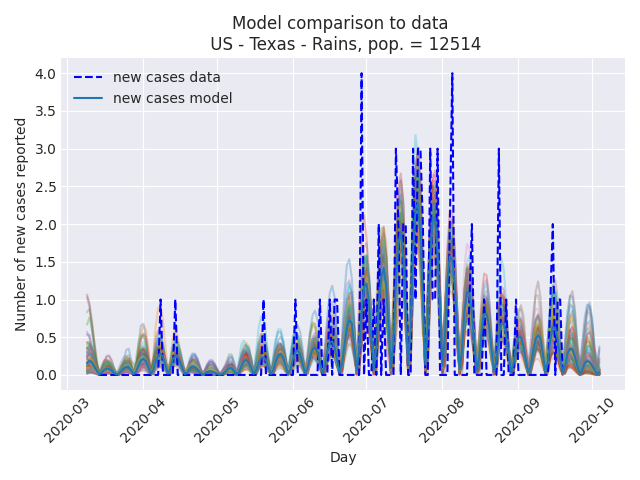 Model comparison to data
US - Texas - Rains, pop. = 12514
new cases data
new cases model
Number of new cases reported
4.0
3.5
3.0
2.5
2.0
1.5
1.0
0.5
0.0
2020-03
2020-04
2020-05
2020-06
2020-07
2020-08
2020-09
2020-10
Day